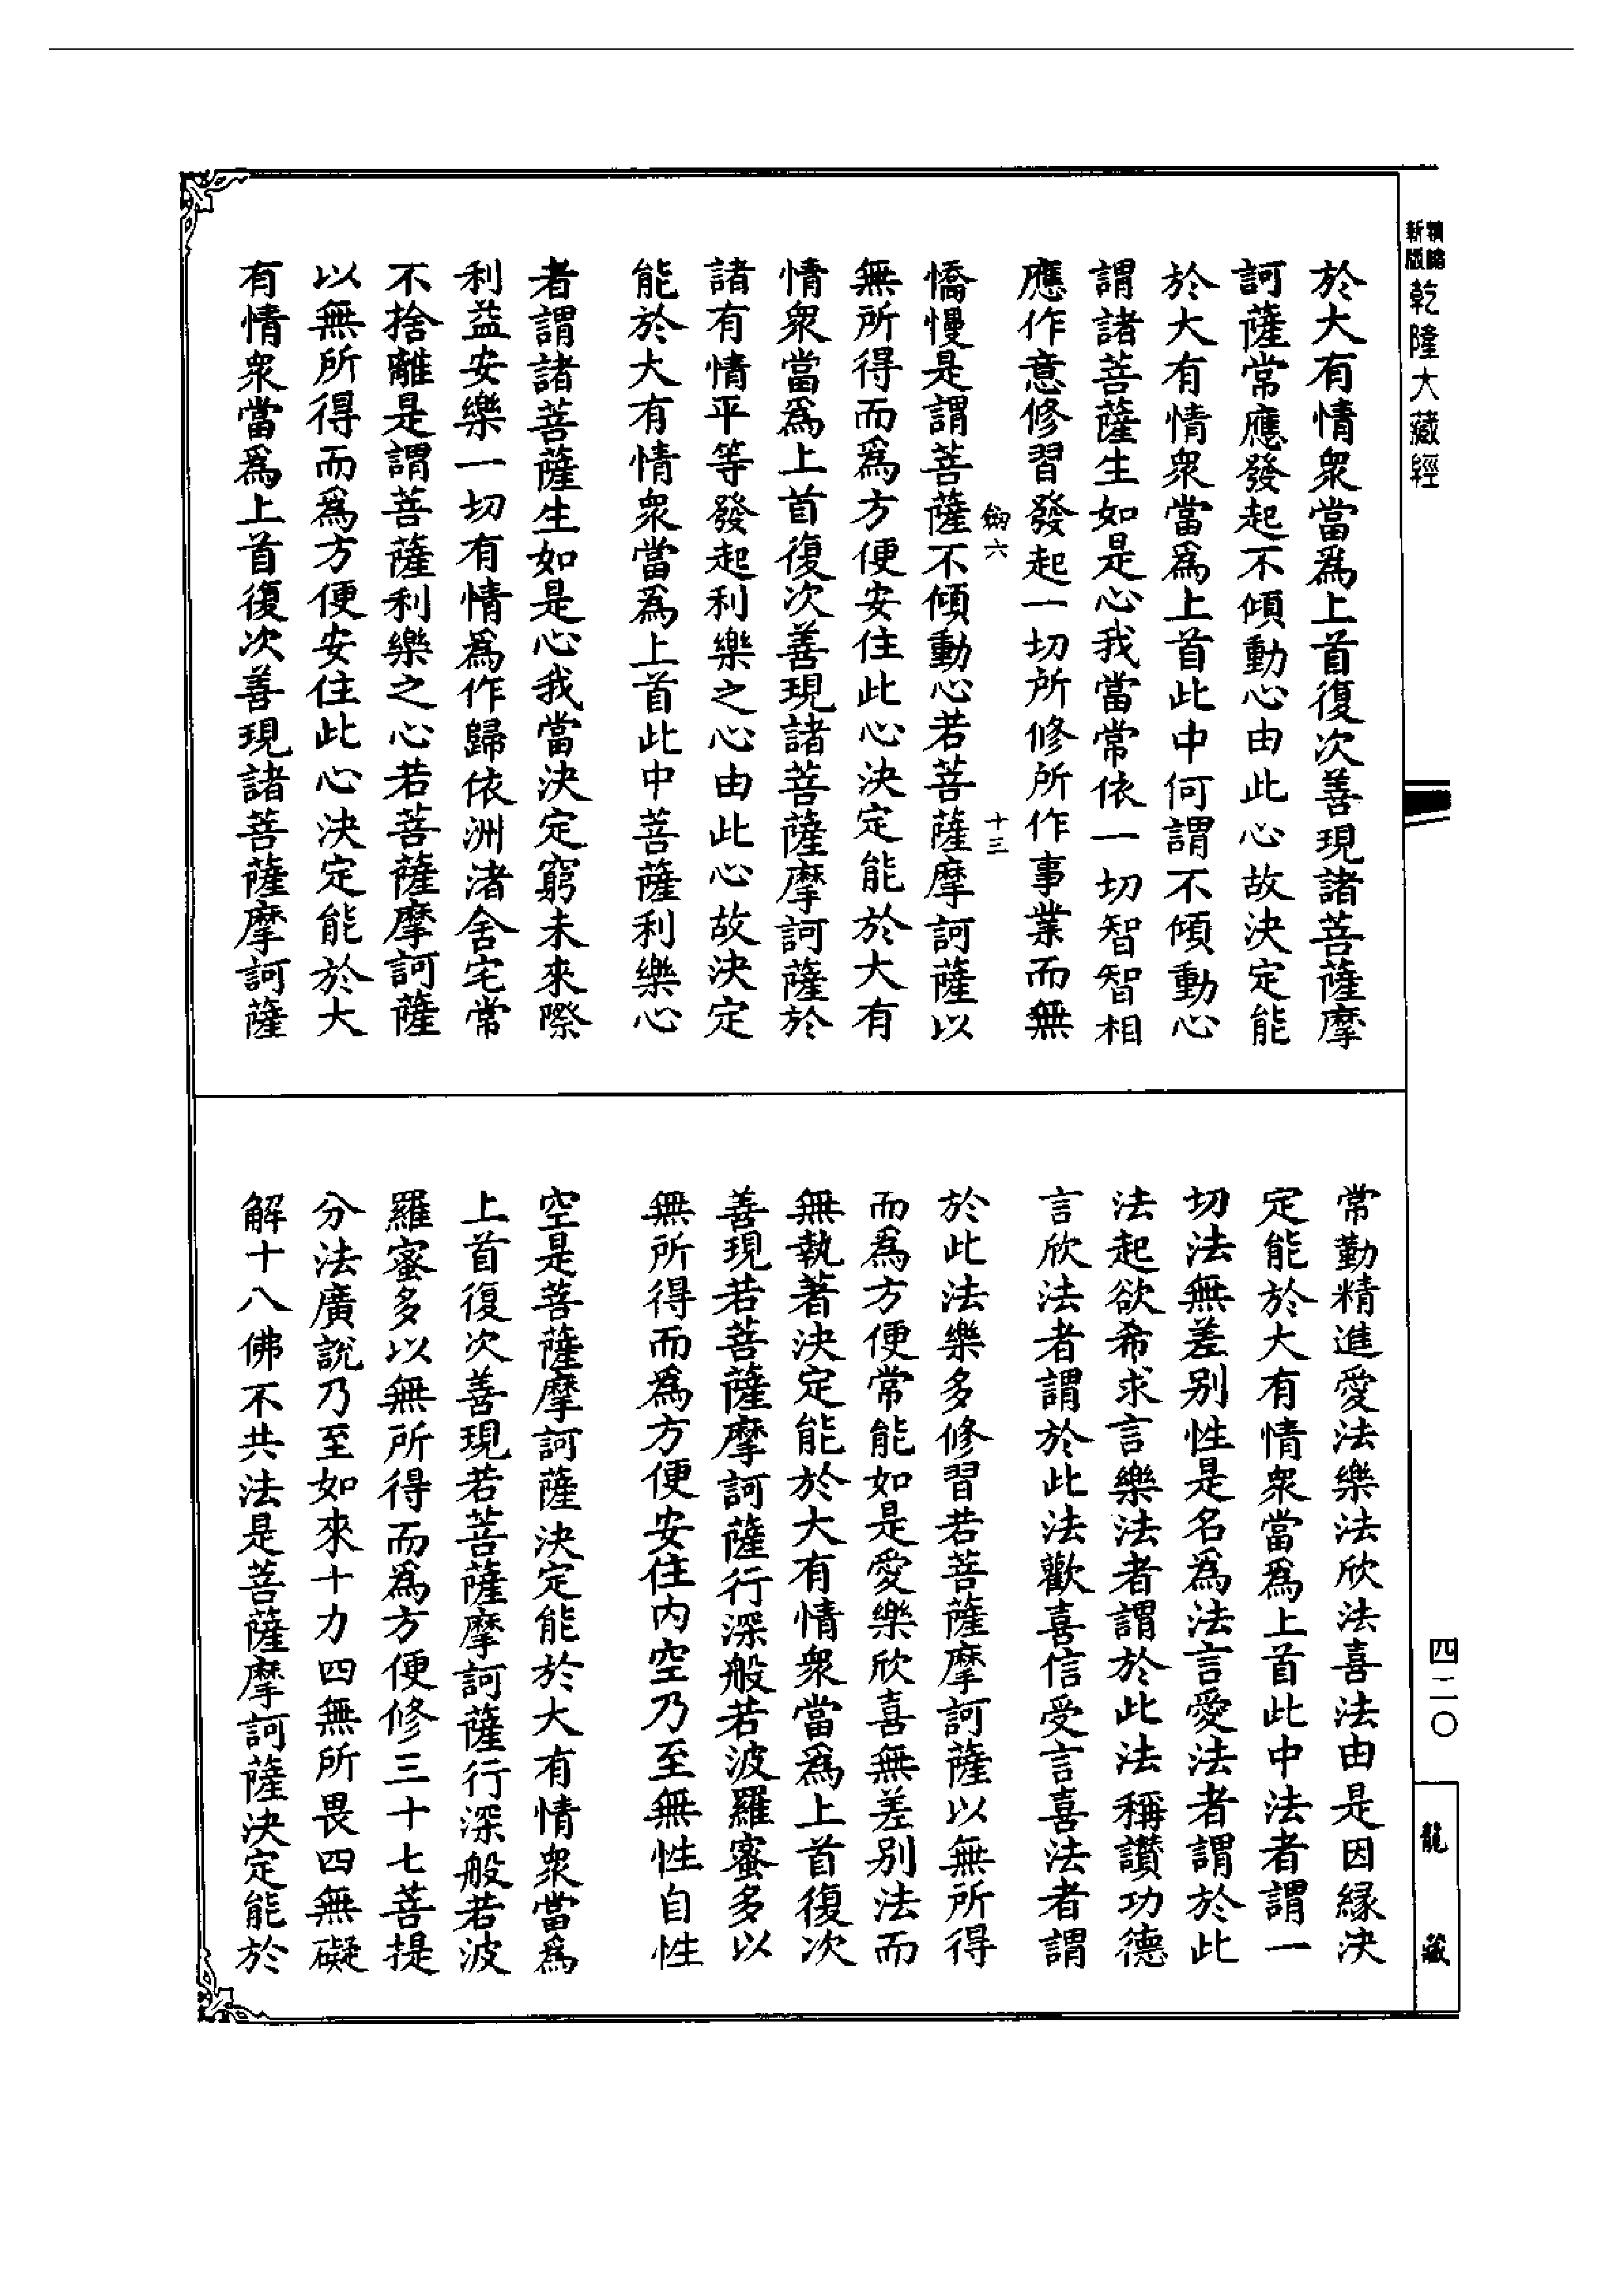 乾隆大藏經
於大有情衆當爲上首復次善現諸菩薩摩
訶薩常應發起不傾動心由此心故決定能
於大有情衆當爲上首此中何謂不傾動心
謂諸菩薩生如是心我當常依一切智智相
應作意修習發起一切所修所作事業而無
劒六 十三
憍慢是謂菩薩不傾動心若菩薩摩訶薩以
無所得而爲方便安住此心決定能於大有
情衆當爲上首復次善現諸菩薩摩訶薩於
諸有情平等發起利樂之心由此心故決定
能於大有情衆當爲上首此中菩薩利樂心
者謂諸菩薩生如是心我當決定窮未來際
利益安樂一切有情爲作歸依洲渚舍宅常
不捨離是謂菩薩利樂之心若菩薩摩訶薩
以無所得而爲方便安住此心決定能於大
有情衆當爲上首復次善現諸菩薩摩訶薩
常勤精進愛法樂法欣法喜法由是因緣決
定能於大有情衆當爲上首此中法者謂一
切法無差別性是名爲法言愛法者謂於此
法起欲希求言樂法者謂於此法稱讚功德
言欣法者謂於此法歡喜信受言喜法者謂
於此法樂多修習若菩薩摩訶薩以無所得
而爲方便常能如是愛樂欣喜無差別法而
無執著決定能於大有情衆當爲上首復次
善現若菩薩摩訶薩行深般若波羅蜜多以
無所得而爲方便安住內空乃至無性自性
空是菩薩摩訶薩決定能於大有情衆當爲
上首復次善現若菩薩摩訶薩行深般若波
羅蜜多以無所得而爲方便修三十七菩提
分法廣說乃至如來十力四無所畏四無礙
解十八佛不共法是菩薩摩訶薩決定能於
四二〇
龍藏